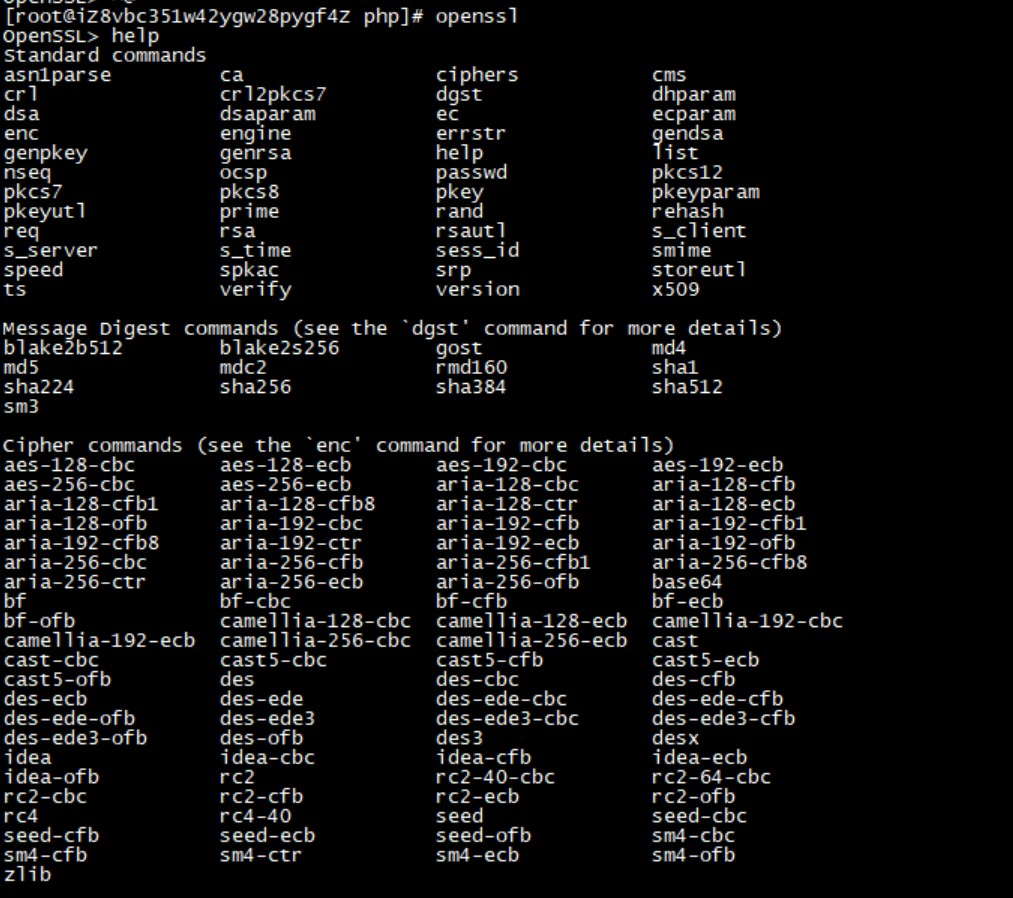 [root@iz8vbc351w42ygw28pygf4z php]# openssl
OpenSSL> help
Standard commands
asn1parse ca ciphers cms
crl crl2pkcs7 dgst dhparam
dsa dsaparam ec ecparam
enc engine errstr gendsa
genpkey genrsa help list
nseq ocsp passwd pkcs12
pkcs7 pkcs8 pkey pkeyparam
pkeyutl prime rand rehash
req rsa rsautl s_client
s_server s_time sess_id smime
speed spkac srp storeutl
ts verify version x509
Message Digest commands (see the `dgst' command for more details)
blake2b512 blake2s256 gost md4
md5 mdc2 rmd160 sha1
sha224 sha256 sha384 sha512
sm3
Cipher commands (see the `enc' command for more details)
aes-128-cbc aes-128-ecb aes-192-cbc aes-192-ecb
aes-256-cbc aes-256-ecb aria-128-cbc aria-128-cfb
aria-128-cfb1 aria-128-cfb8 aria-128-ctr aria-128-ecb
aria-128-ofb aria-192-cbc aria-192-cfb aria-192-cfb1
aria-192-cfb8 aria-192-ctr aria-192-ecb aria-192-ofb
aria-256-cbc aria-256-cfb aria-256-cfb1 aria-256-cfb8
aria-256-ctr aria-256-ecb aria-256-ofb base64
bf bf-cbc bf-cfb bf-ecb
bf-ofb camellia-128-cbc camellia-128-ecb camellia-192-cbc
camellia-192-ecb camellia-256-cbc camellia-256-ecb cast
cast-cbc cast5-cbc cast5-cfb cast5-ecb
cast5-ofb des des-cbc des-cfb
des-ecb des-ede des-ede-cbc des-ede-cfb
des-ede-ofb des-ede3 des-ede3-cbc des-ede3-cfb
des-ede3-ofb des-ofb des3 desx
idea idea-cbc idea-cfb idea-ecb
idea-ofb rc2 rc2-40-cbc rc2-64-cbc
rc2-cbc rc2-cfb rc2-ecb rc2-ofb
rc4 rc4-40 seed seed-cbc
seed-cfb seed-ecb seed-ofb sm4-cbc
sm4-cfb sm4-ctr sm4-ecb sm4-ofb
zlib